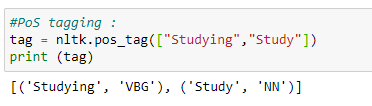 #PoS tagging :
tag = nltk.pos_tag(["Studying","Study"])
print (tag)
[('Studying', 'VBG'), ('Study', 'NN')]